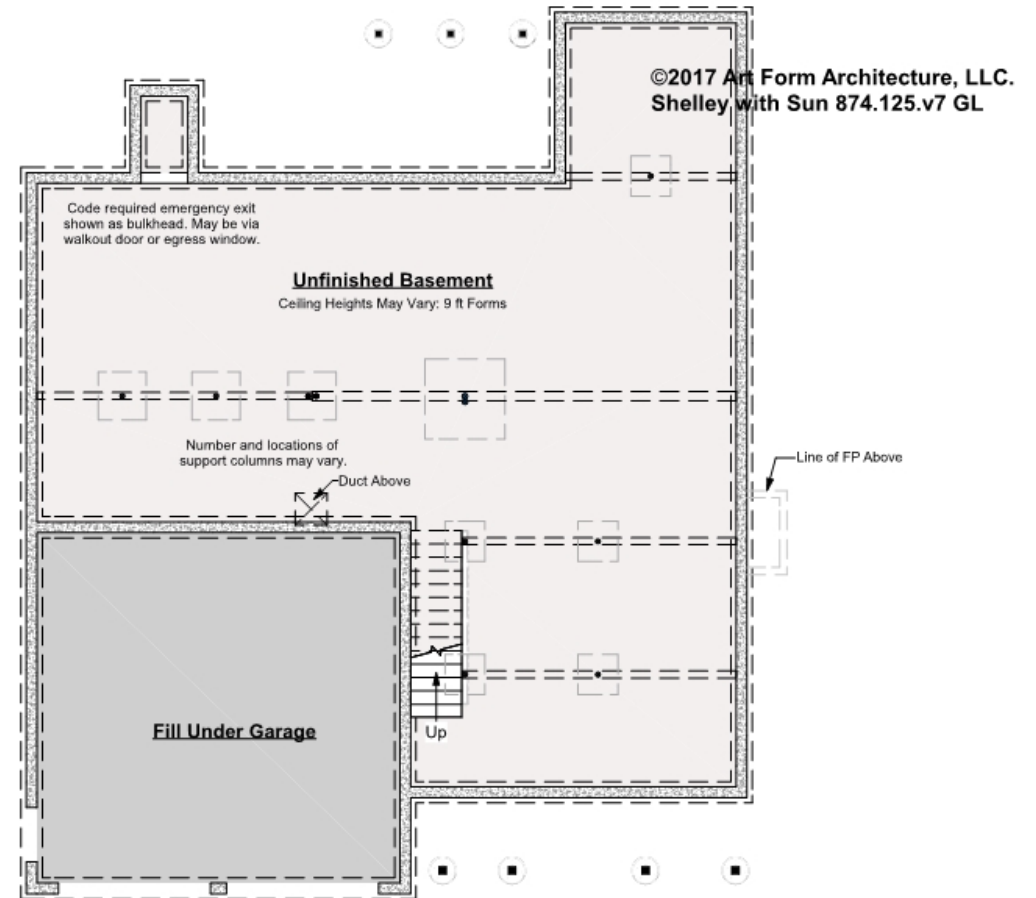 ©2017 Art Form Architecture, LLC.
Shelley with Sun 874.125.v7 GL
Code required emergency exit
shown as bulkhead. May be via
walkout door or egress window.
Unfinished Basement
Ceiling Heights May Vary: 9 ft Forms
Number and locations of
support columns may vary.
Line of FP Above
Duct Above
Fill Under Garage
Up